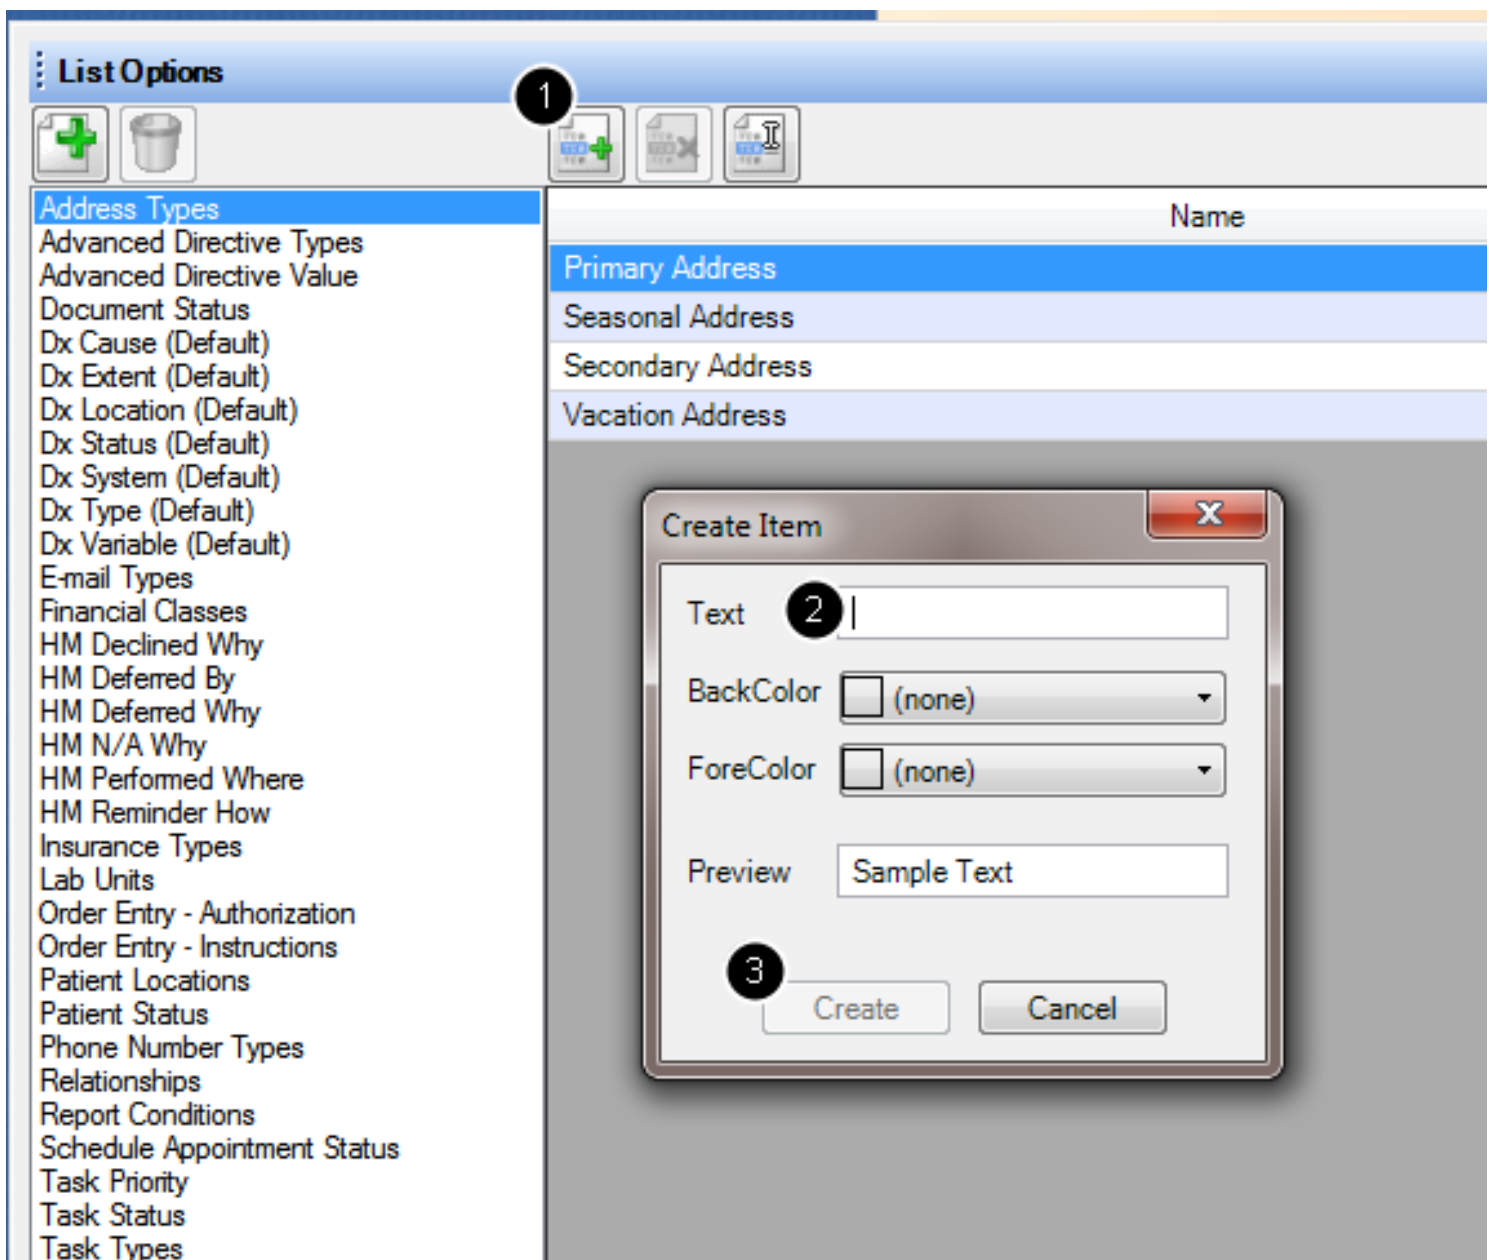 List Options
1
Address Types
Advanced Directive Types
Advanced Directive Value
Document Status
Dx Cause (Default)
Dx Extent (Default)
Dx Location (Default)
Dx Status (Default)
Dx System (Default)
Dx Type (Default)
Dx Variable (Default)
E-mail Types
Financial Classes
HM Declined Why
HM Deferred By
HM Deferred Why
HM N/A Why
HM Performed Where
HM Reminder How
Insurance Types
Lab Units
Order Entry - Authorization
Order Entry - Instructions
Patient Locations
Patient Status
Phone Number Types
Relationships
Report Conditions
Schedule Appointment Status
Task Priority
Task Status
Task Types
Name
Primary Address
Seasonal Address
Secondary Address
Vacation Address
Create Item
Text 2
BackColor (none)
ForeColor (none)
Preview Sample Text
3
Create Cancel